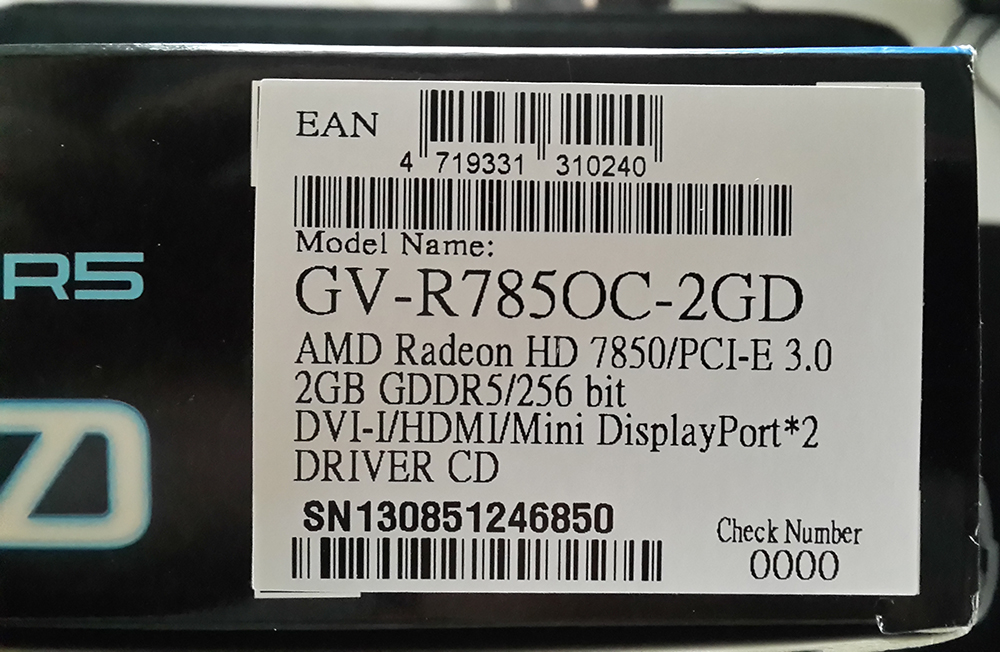 EAN
4 719331 310240
Model Name:
GV-R785OC-2GD
AMD Radeon HD 7850/PCI-E 3.0
2GB GDDR5/256 bit
DVI-I/HDMI/Mini DisplayPort*2
DRIVER CD
SN130851246850
Check Number
0000
R5